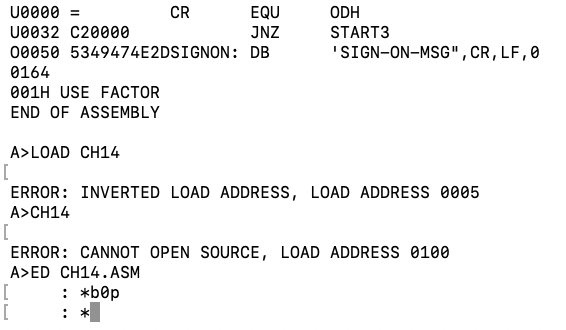 U0000 =         CR      EQU     ODH
U0032 C20000            JNZ     START3
O0050 5349474E2DSIGNON: DB      'SIGN-ON-MSG",CR,LF,0
0164
001H USE FACTOR
END OF ASSEMBLY
A>LOAD CH14
[
ERROR: INVERTED LOAD ADDRESS, LOAD ADDRESS 0005
A>CH14
[
ERROR: CANNOT OPEN SOURCE, LOAD ADDRESS 0100
A>ED CH14.ASM
[     : *b0p
[     : *